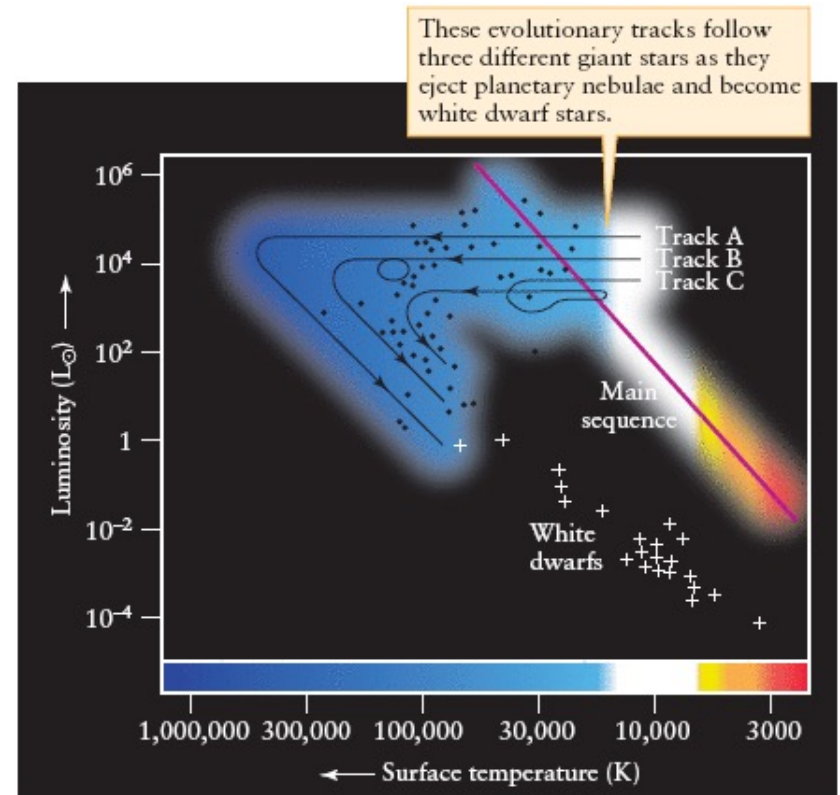 These evolutionary tracks follow
three different giant stars as they
eject planetary nebulae and become
white dwarf stars.
10⁶
10⁴
10²
1
10⁻²
10⁻⁴
Luminosity (L☉) →
Track A
Track B
Track C
Main
sequence
White
dwarfs
1,000,000 300,000 100,000 30,000 10,000 3000
← Surface temperature (K)